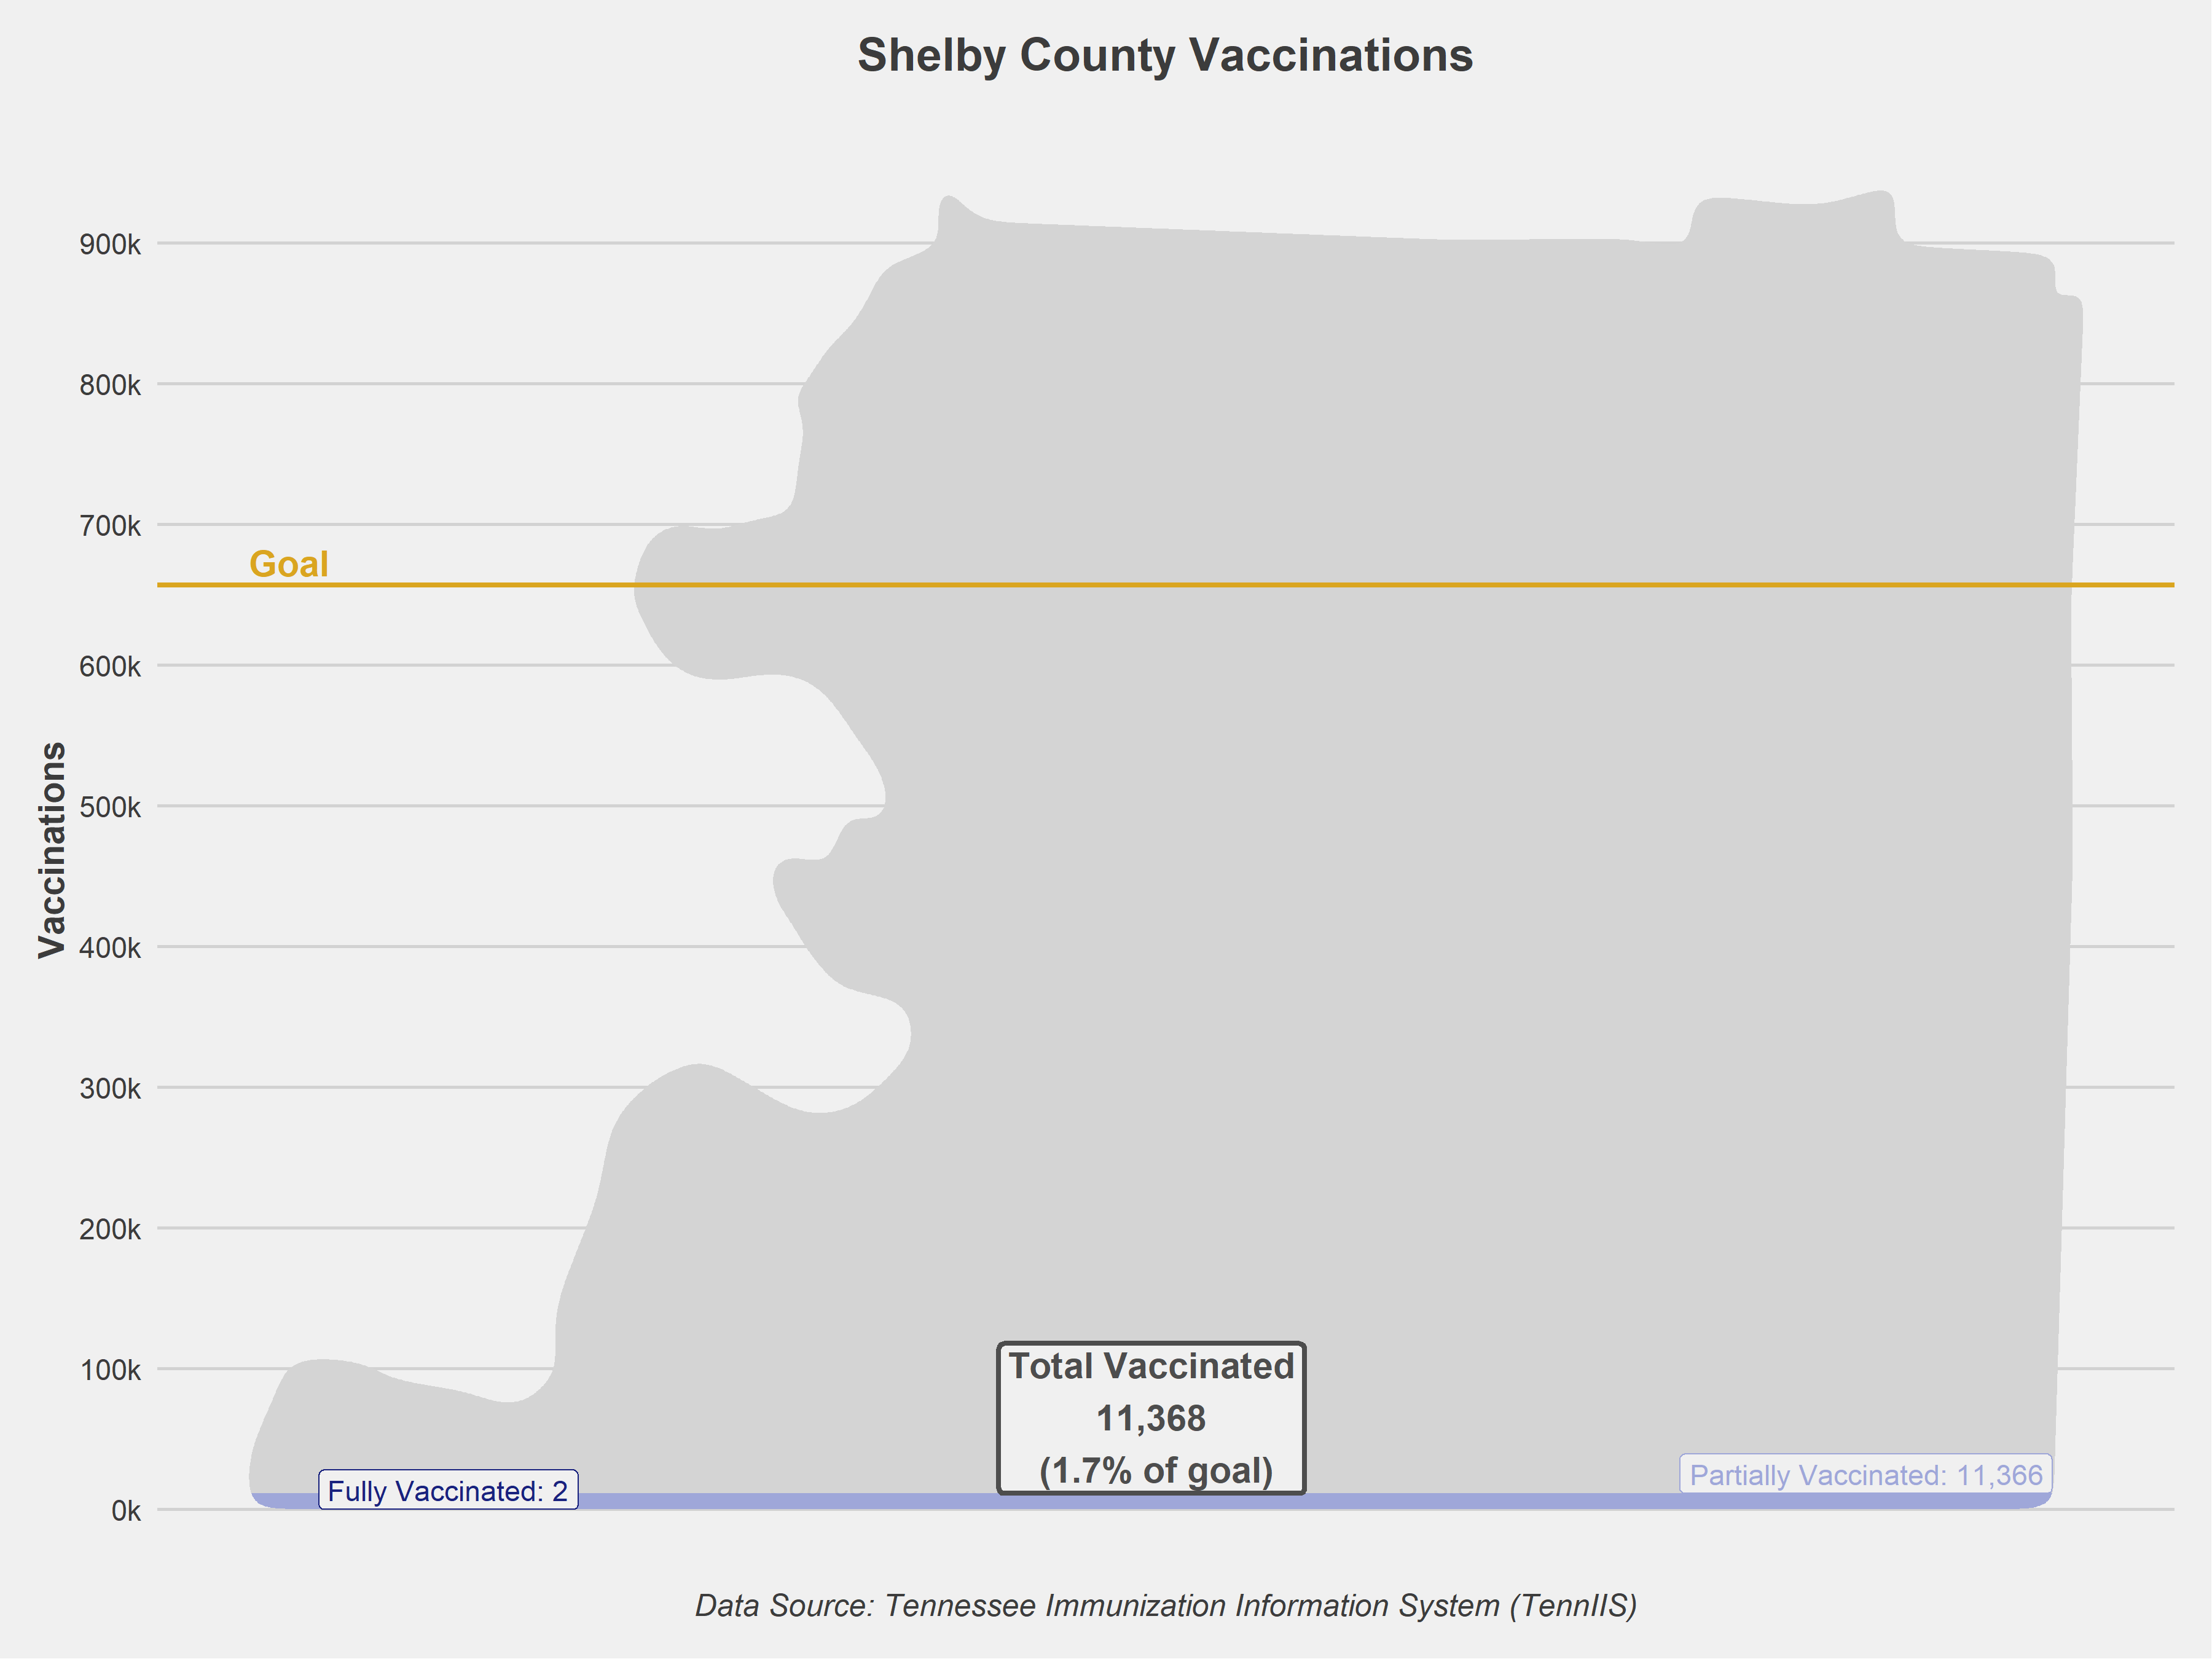 Shelby County Vaccinations
900k
800k
700k
Goal
600k
500k
400k
300k
200k
100k
0k
Vaccinations
Total Vaccinated
11,368
(1.7% of goal)
Fully Vaccinated: 2
Partially Vaccinated: 11,366
Data Source: Tennessee Immunization Information System (TennIIS)